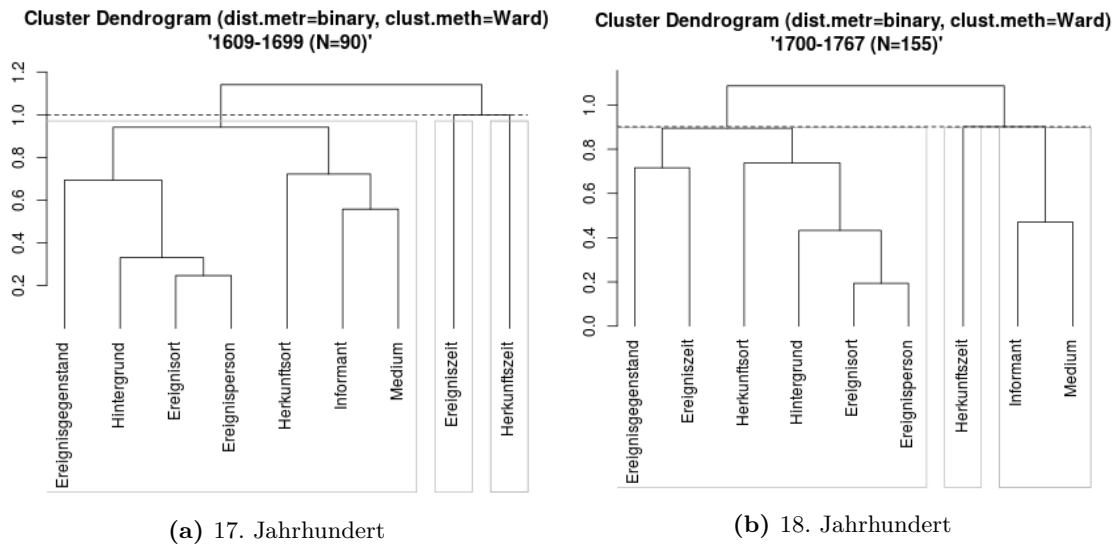 Cluster Dendrogram (dist.metr=binary, clust.meth=Ward)
'1609-1699 (N=90)'
1.2
1.0
0.8
0.6
0.4
0.2
Ereignisgegenstand
Hintergrund
Ereignisort
Ereignisperson
Herkunftsort
Informant
Medium
Ereigniszeit
Herkunftszeit
(a) 17. Jahrhundert
Cluster Dendrogram (dist.metr=binary, clust.meth=Ward)
'1700-1767 (N=155)'
1.0
0.8
0.6
0.4
0.2
0.0
Ereignisgegenstand
Ereigniszeit
Herkunftsort
Hintergrund
Ereignisort
Ereignisperson
Herkunftszeit
Informant
Medium
(b) 18. Jahrhundert